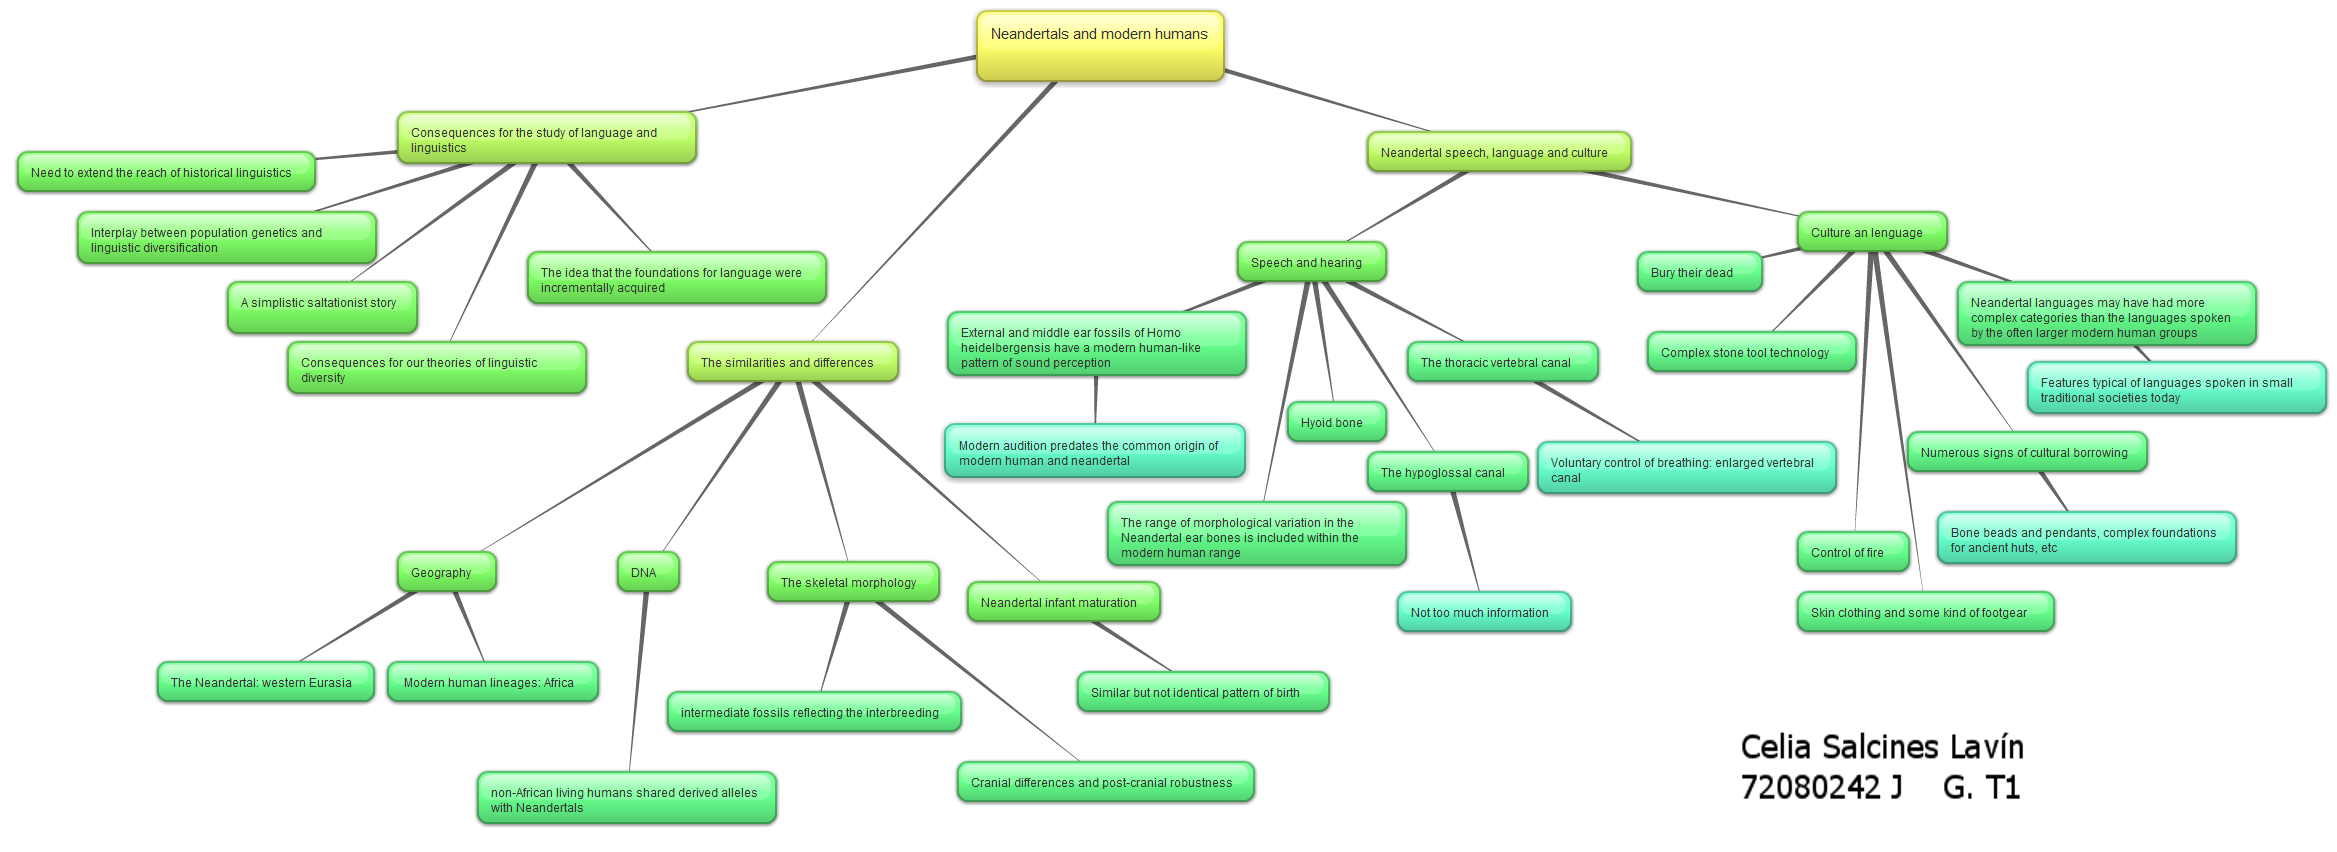 Neandertals and modern humans
Consequences for the study of language and
linguistics
Need to extend the reach of historical linguistics
Interplay between population genetics and
linguistic diversification
A simplistic saltationist story
Consequences for our theories of linguistic
diversity
The idea that the foundations for language were
incrementally acquired
The similarities and differences
Geography
The Neandertal: western Eurasia
Modern human lineages: Africa
DNA
non-African living humans shared derived alleles
with Neandertals
The skeletal morphology
intermediate fossils reflecting the interbreeding
Cranial differences and post-cranial robustness
Neandertal infant maturation
Similar but not identical pattern of birth
Neandertal speech, language and culture
Speech and hearing
External and middle ear fossils of Homo
heidelbergensis have a modern human-like
pattern of sound perception
Modern audition predates the common origin of
modern human and neandertal
The range of morphological variation in the
Neandertal ear bones is included within the
modern human range
Hyoid bone
The hypoglossal canal
Not too much information
The thoracic vertebral canal
Voluntary control of breathing: enlarged vertebral
canal
Culture an lenguage
Bury their dead
Complex stone tool technology
Control of fire
Skin clothing and some kind of footgear
Numerous signs of cultural borrowing
Bone beads and pendants, complex foundations
for ancient huts, etc
Neandertal languages may have had more
complex categories than the languages spoken
by the often larger modern human groups
Features typical of languages spoken in small
traditional societies today
Celia Salcines Lavín
72080242 J G. T1